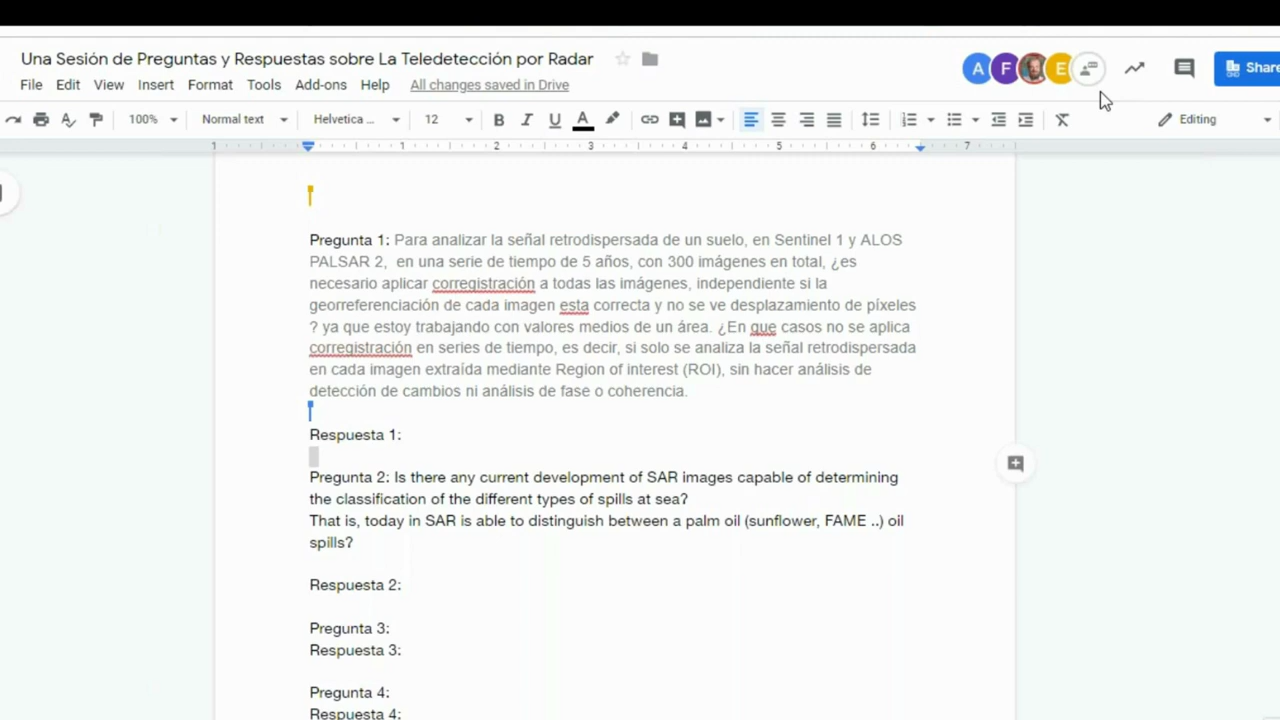 Una Sesión de Preguntas y Respuestas sobre La Teledetección por Radar
A F E
File Edit View Insert Format Tools Add-ons Help All changes saved in Drive
Share
100% Normal text Helvetica ... 12 B I U A Editing
1 1 2 3 4 5 6 7
Pregunta 1: Para analizar la señal retrodispersada de un suelo, en Sentinel 1 y ALOS
PALSAR 2, en una serie de tiempo de 5 años, con 300 imágenes en total, ¿es
necesario aplicar corregistración a todas las imágenes, independiente si la
georreferenciación de cada imagen esta correcta y no se ve desplazamiento de píxeles
? ya que estoy trabajando con valores medios de un área. ¿En que casos no se aplica
corregistración en series de tiempo, es decir, si solo se analiza la señal retrodispersada
en cada imagen extraída mediante Region of interest (ROI), sin hacer análisis de
detección de cambios ni análisis de fase o coherencia.
Respuesta 1:
Pregunta 2: Is there any current development of SAR images capable of determining
the classification of the different types of spills at sea?
That is, today in SAR is able to distinguish between a palm oil (sunflower, FAME ..) oil
spills?
Respuesta 2:
Pregunta 3:
Respuesta 3:
Pregunta 4:
Respuesta 4: